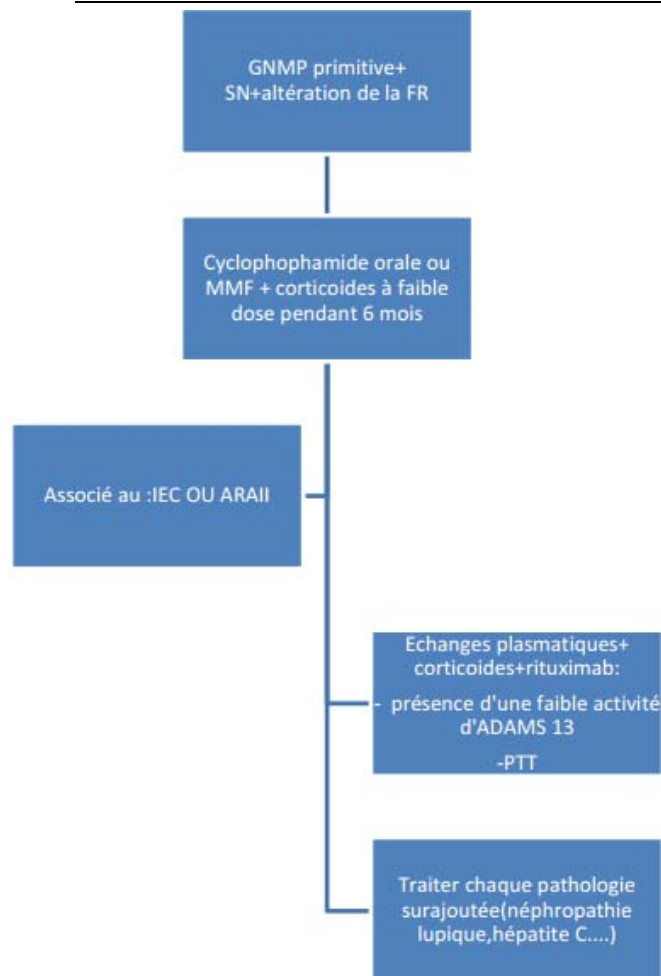 GNMP primitive+
SN+altération de la FR
Cyclophophamide orale ou
MMF + corticoides à faible
dose pendant 6 mois
Associé au :IEC OU ARAII
Echanges plasmatiques+
corticoides+rituximab:
- présence d'une faible activité
d'ADAMS 13
-PTT
Traiter chaque pathologie
surajoutée(néphropathie
lupique,hépatite C....)